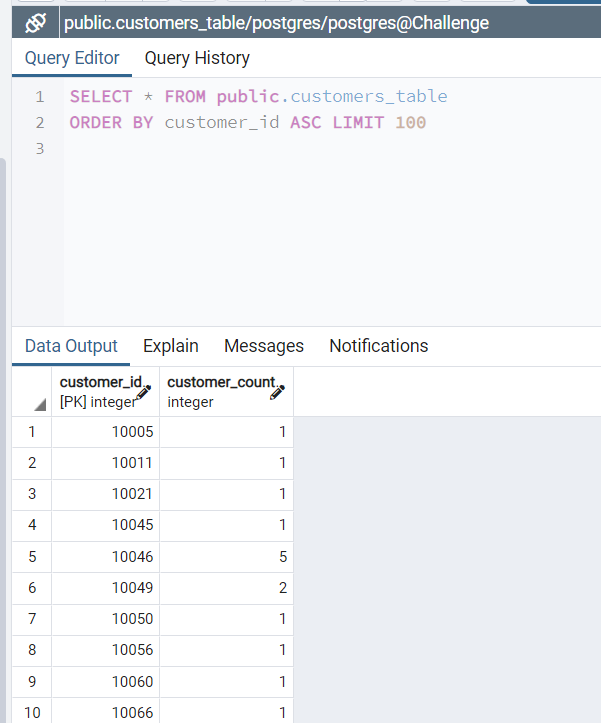 public.customers_table/postgres/postgres@Challenge
Query Editor Query History
1 SELECT * FROM public.customers_table
2 ORDER BY customer_id ASC LIMIT 100
3
Data Output Explain Messages Notifications
customer_id customer_count
[PK] integer integer
1 10005 1
2 10011 1
3 10021 1
4 10045 1
5 10046 5
6 10049 2
7 10050 1
8 10056 1
9 10060 1
10 10066 1